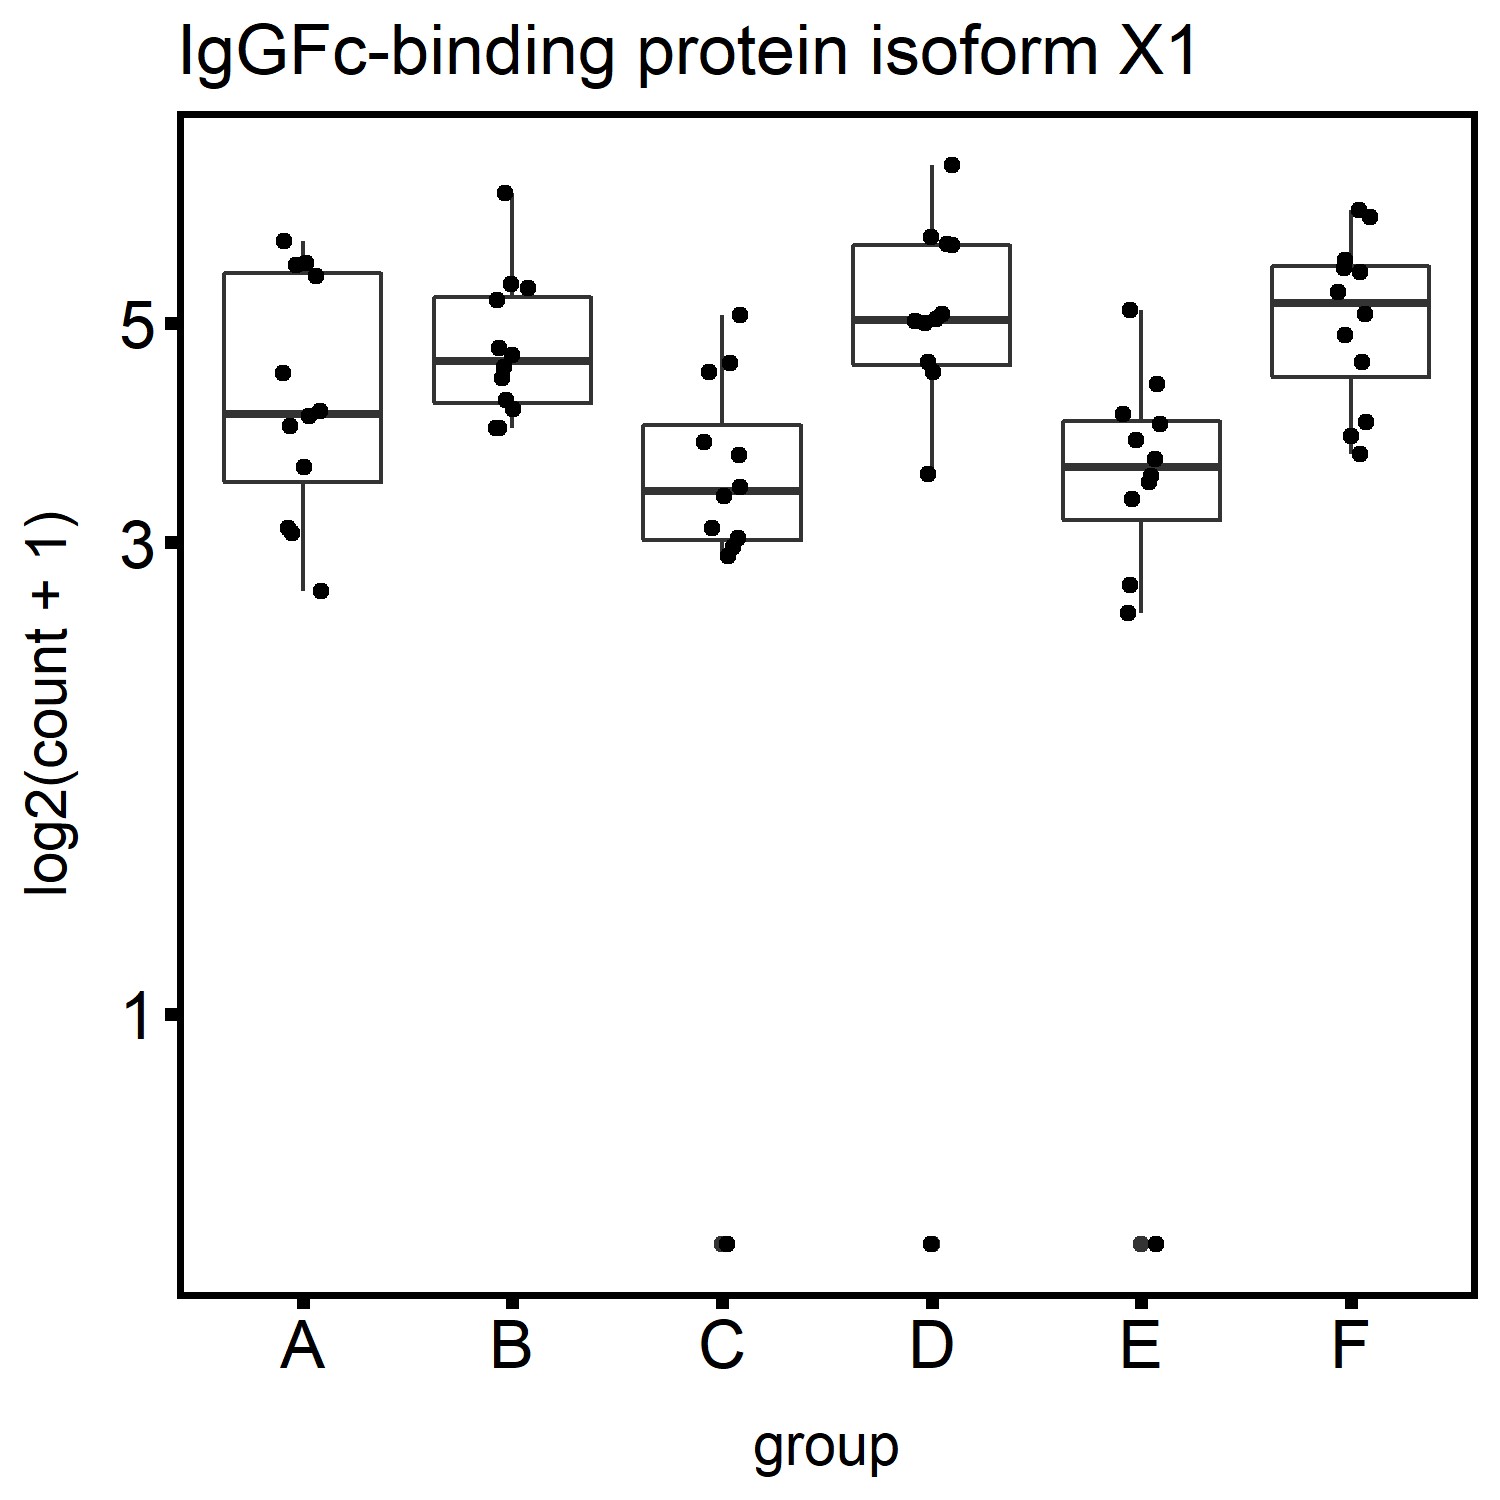 IgGFc-binding protein isoform X1
log2(count + 1)
5
3
1
A B C D E F
group